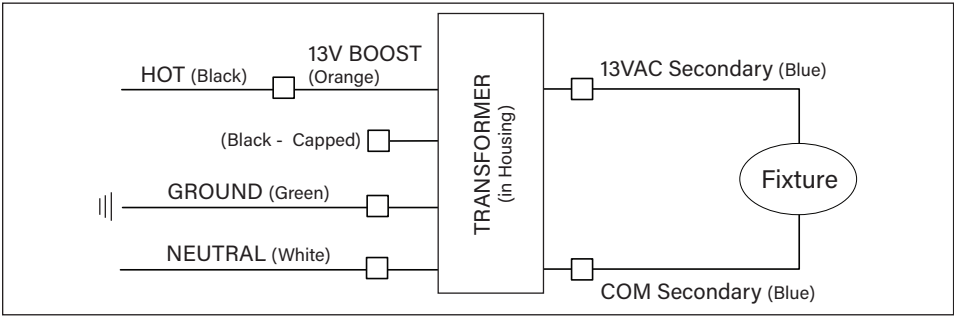 13V BOOST
HOT (Black)
(Orange)
(Black - Capped)
GROUND (Green)
NEUTRAL (White)
TRANSFORMER
(in Housing)
13VAC Secondary (Blue)
Fixture
COM Secondary (Blue)